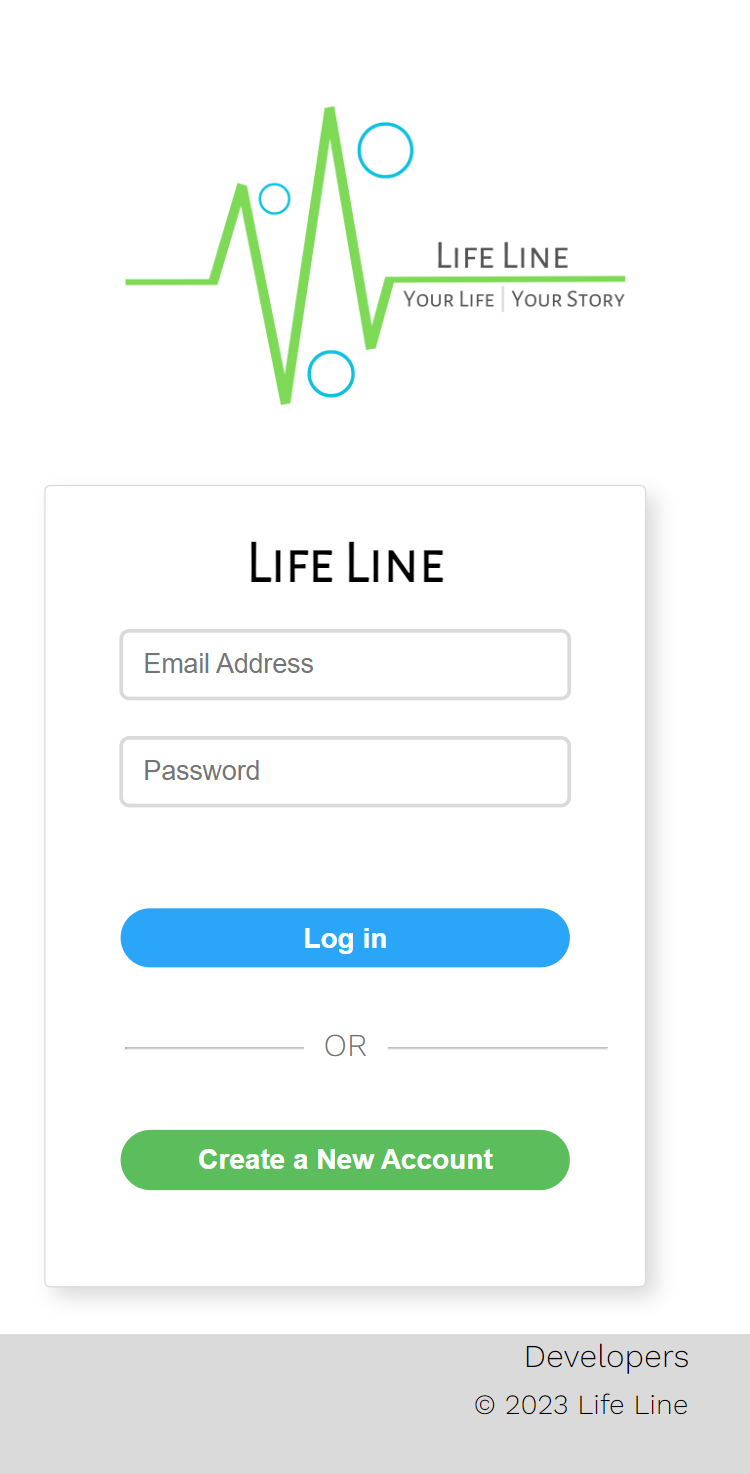 LIFE LINE
YOUR LIFE | YOUR STORY
LIFE LINE
Email Address
Password
Log in
OR
Create a New Account
Developers
© 2023 Life Line